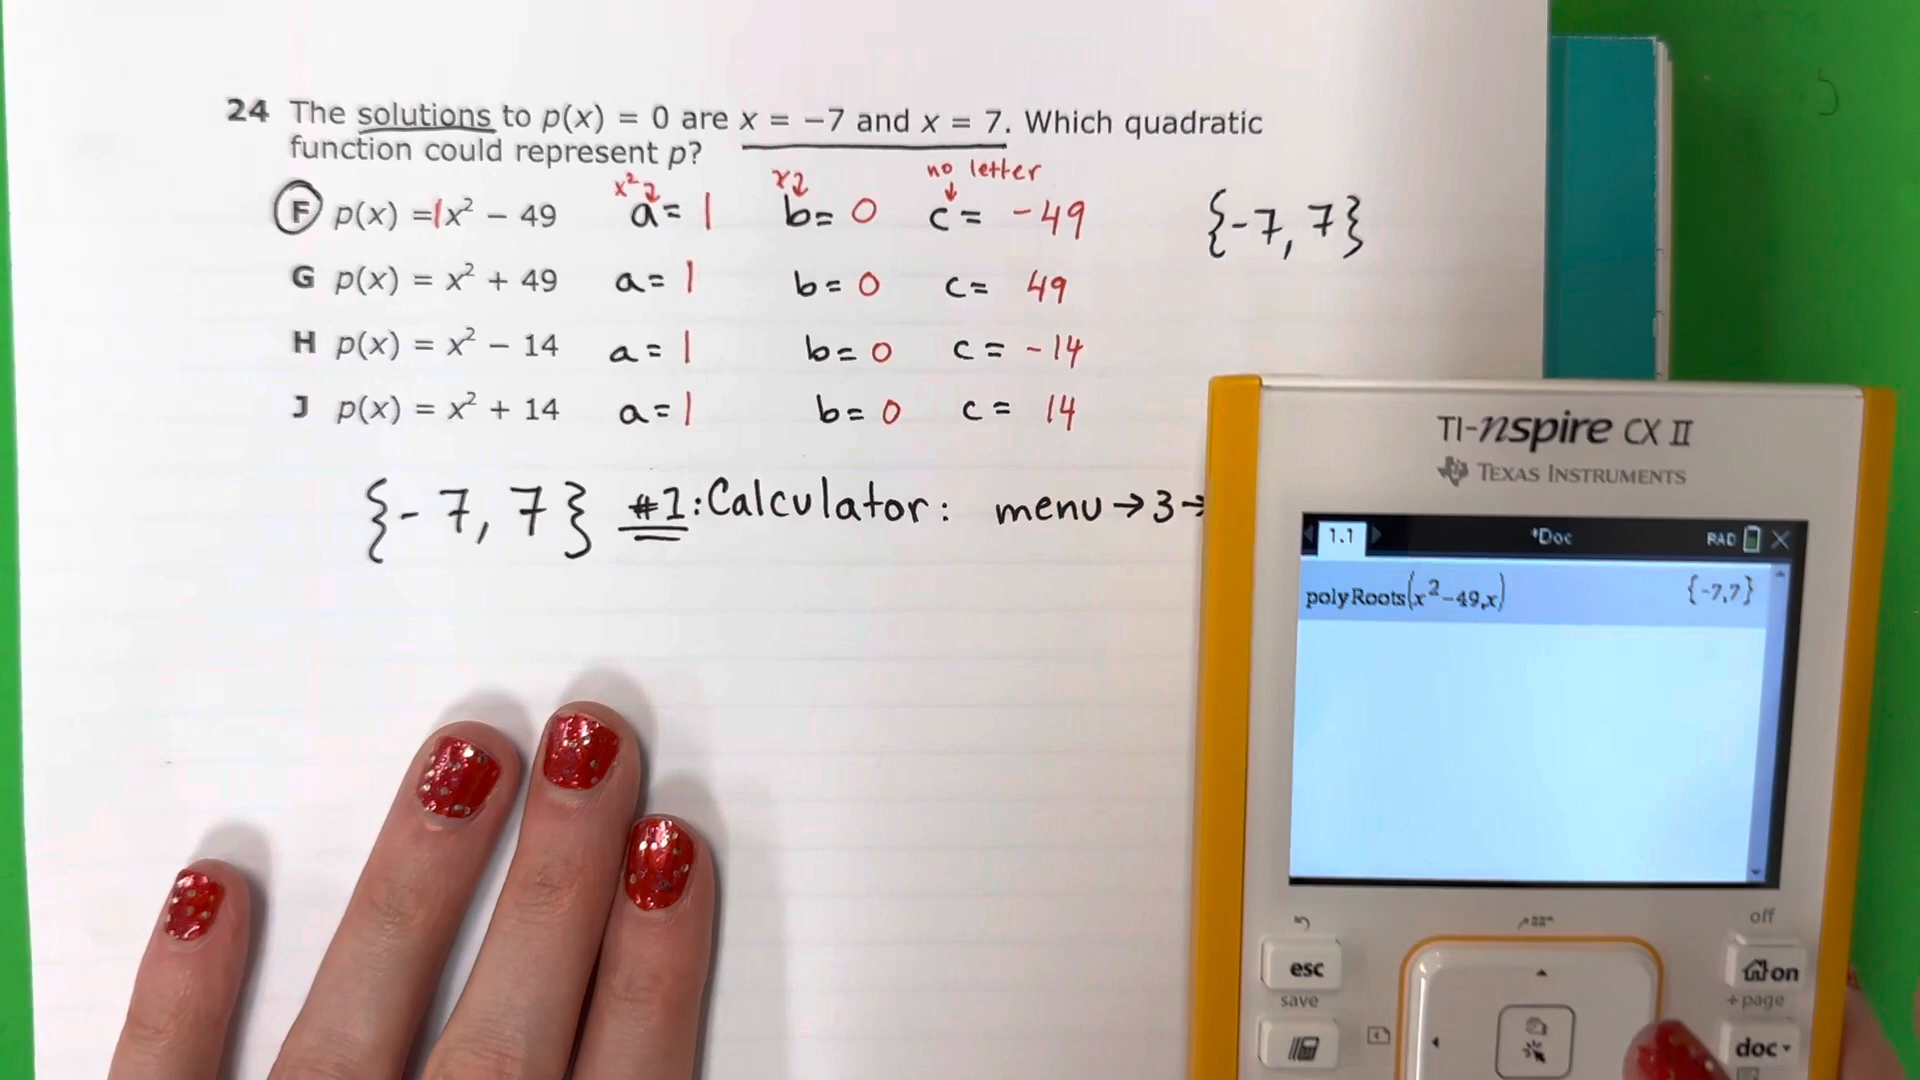 24 The solutions to p(x) = 0 are x = −7 and x = 7. Which quadratic
function could represent p?
no letter
x² x
F p(x) =1x² − 49 a= 1 b= 0 c= -49 {-7, 7}
G p(x) = x² + 49 a= 1 b= 0 c= 49
H p(x) = x² − 14 a= 1 b= 0 c= -14
J p(x) = x² + 14 a= 1 b= 0 c= 14
{-7, 7} #1:Calculator: menu→3→
TI-nspire CX II
TEXAS INSTRUMENTS
1.1 *Doc RAD
polyRoots(x²-49,x) {-7,7}
off
esc on
save + page
doc